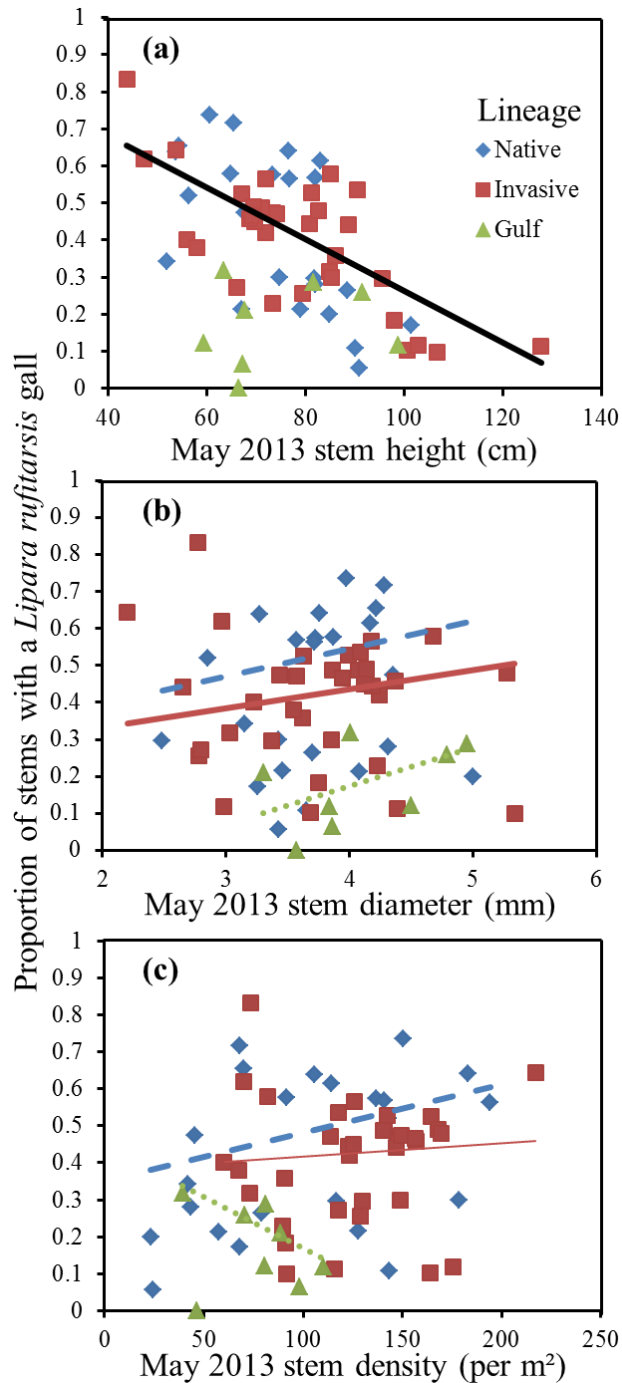 Proportion of stems with a Lipara rufitarsis gall
(a)
Lineage
Native
Invasive
Gulf
1
0.9
0.8
0.7
0.6
0.5
0.4
0.3
0.2
0.1
0
40 60 80 100 120 140
May 2013 stem height (cm)
(b)
1
0.9
0.8
0.7
0.6
0.5
0.4
0.3
0.2
0.1
0
2 3 4 5 6
May 2013 stem diameter (mm)
(c)
1
0.9
0.8
0.7
0.6
0.5
0.4
0.3
0.2
0.1
0
0 50 100 150 200 250
May 2013 stem density (per m²)